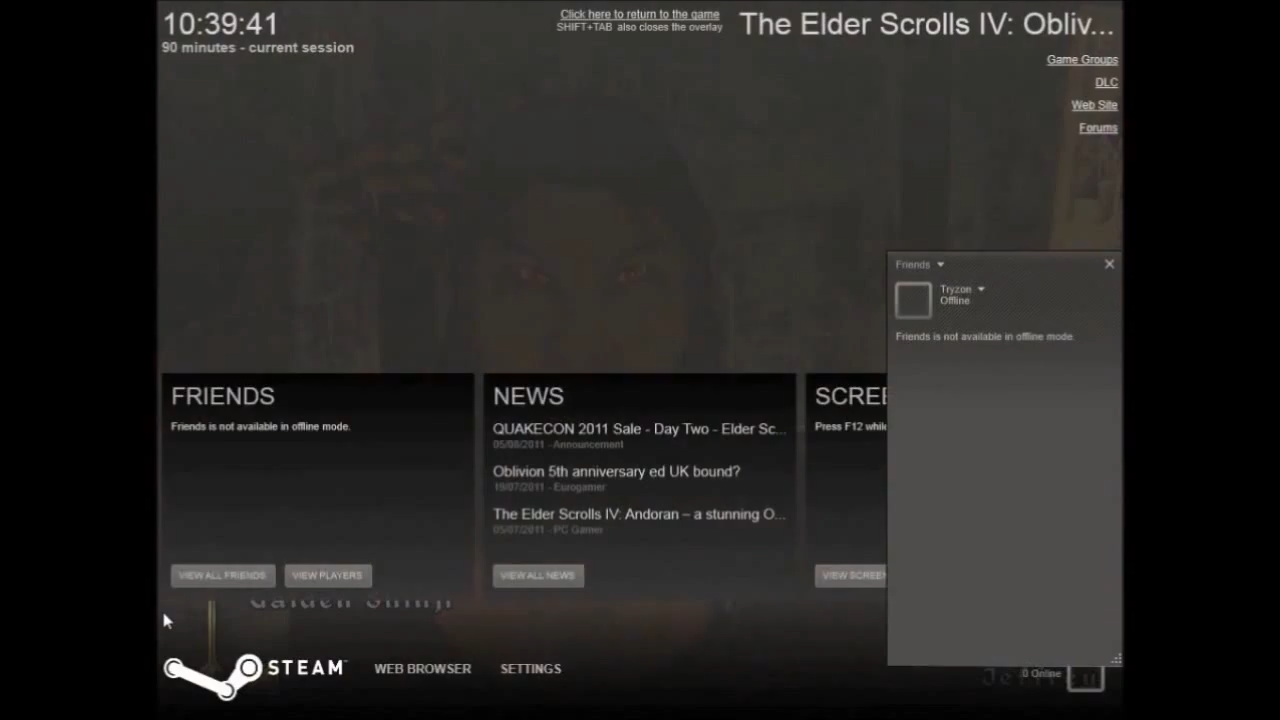 10:39:41
90 minutes - current session
Click here to return to the game
SHIFT+TAB also closes the overlay
The Elder Scrolls IV: Obliv...
Game Groups
DLC
Web Site
Forums
Friends
Tryzon
Offline
Friends is not available in offline mode.
FRIENDS
Friends is not available in offline mode.
VIEW ALL FRIENDS
VIEW PLAYERS
NEWS
QUAKECON 2011 Sale - Day Two - Elder Sc...
05/08/2011 - Announcement
Oblivion 5th anniversary ed UK bound?
19/07/2011 - Eurogamer
The Elder Scrolls IV: Andoran – a stunning O...
05/07/2011 - PC Gamer
VIEW ALL NEWS
SCREE
Press F12 while
VIEW SCREEN
Gaiden Shinji
STEAM
WEB BROWSER
SETTINGS
0 Online